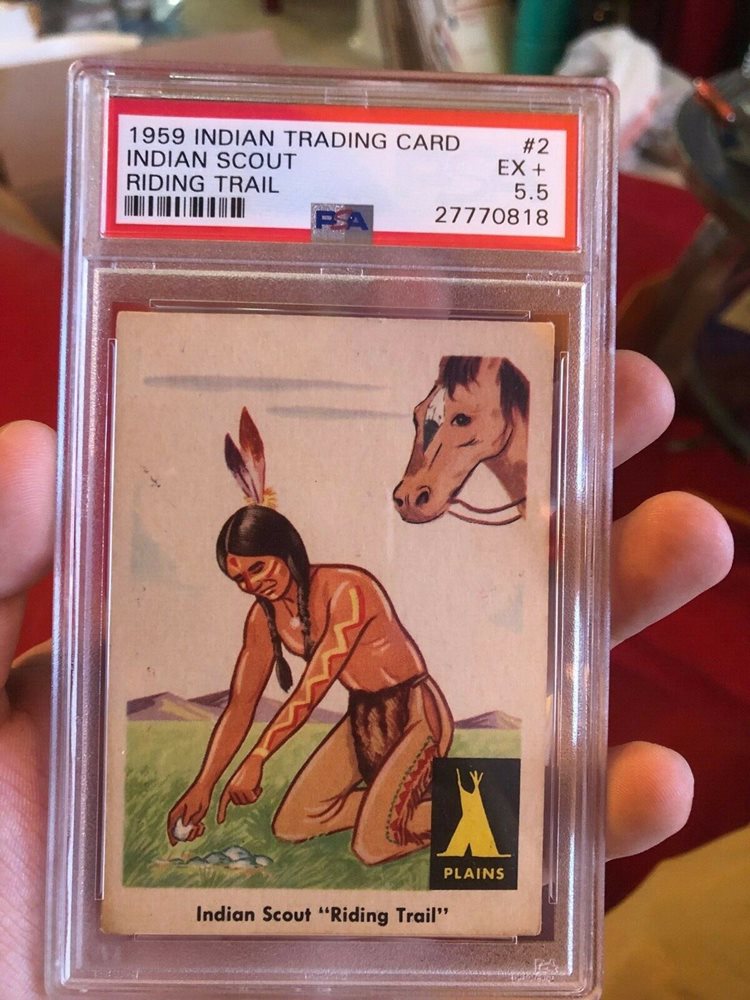 1959 INDIAN TRADING CARD #2
INDIAN SCOUT EX +
RIDING TRAIL 5.5
PSA 27770818
PLAINS
Indian Scout "Riding Trail"